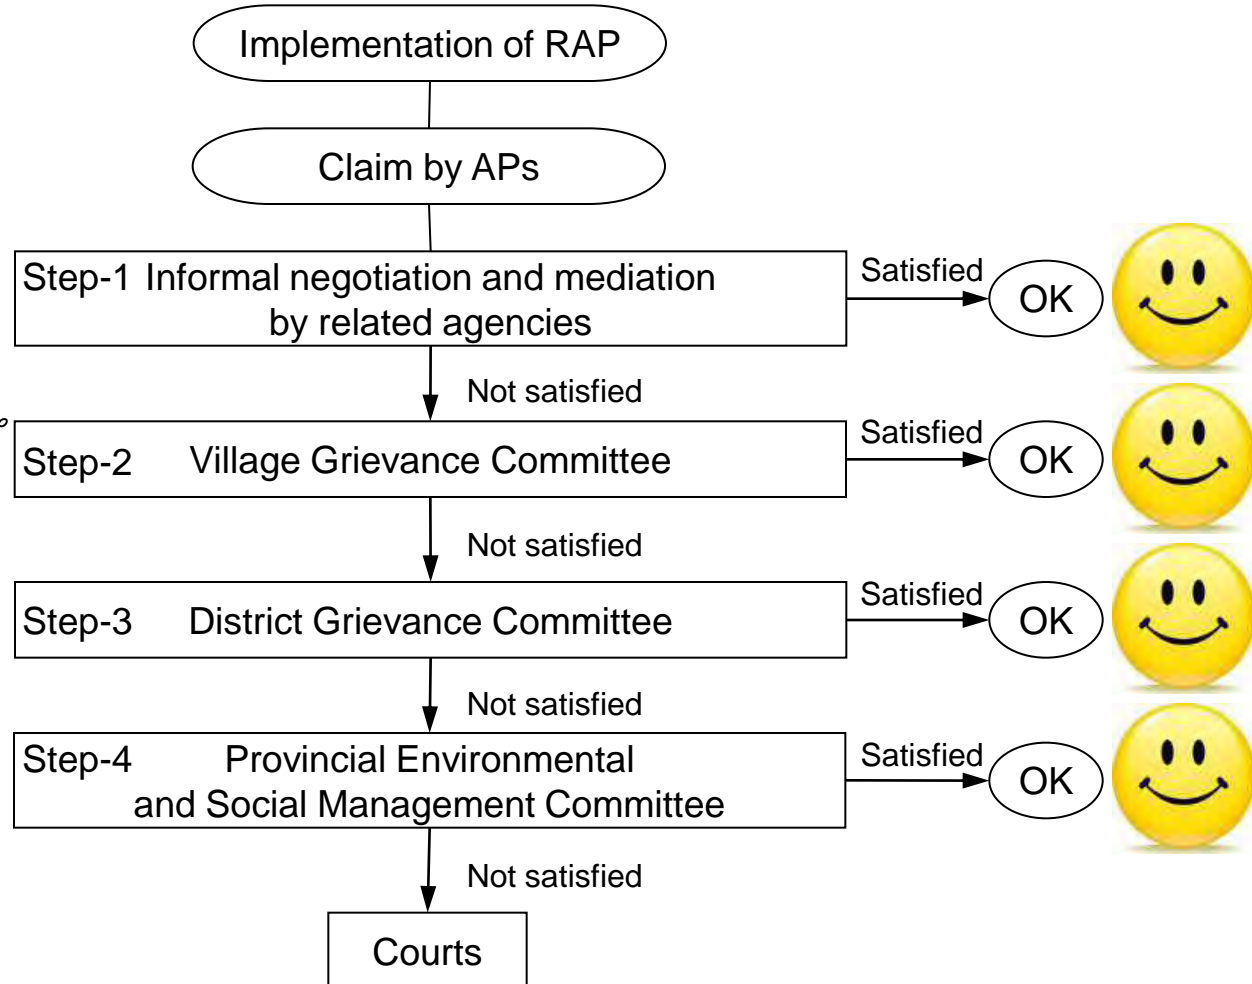 Implementation of RAP
Claim by APs
Step-1 Informal negotiation and mediation
by related agencies
Satisfied
OK
Not satisfied
Step-2 Village Grievance Committee
Satisfied
OK
Not satisfied
Step-3 District Grievance Committee
Satisfied
OK
Not satisfied
Step-4 Provincial Environmental
and Social Management Committee
Satisfied
OK
Not satisfied
Courts